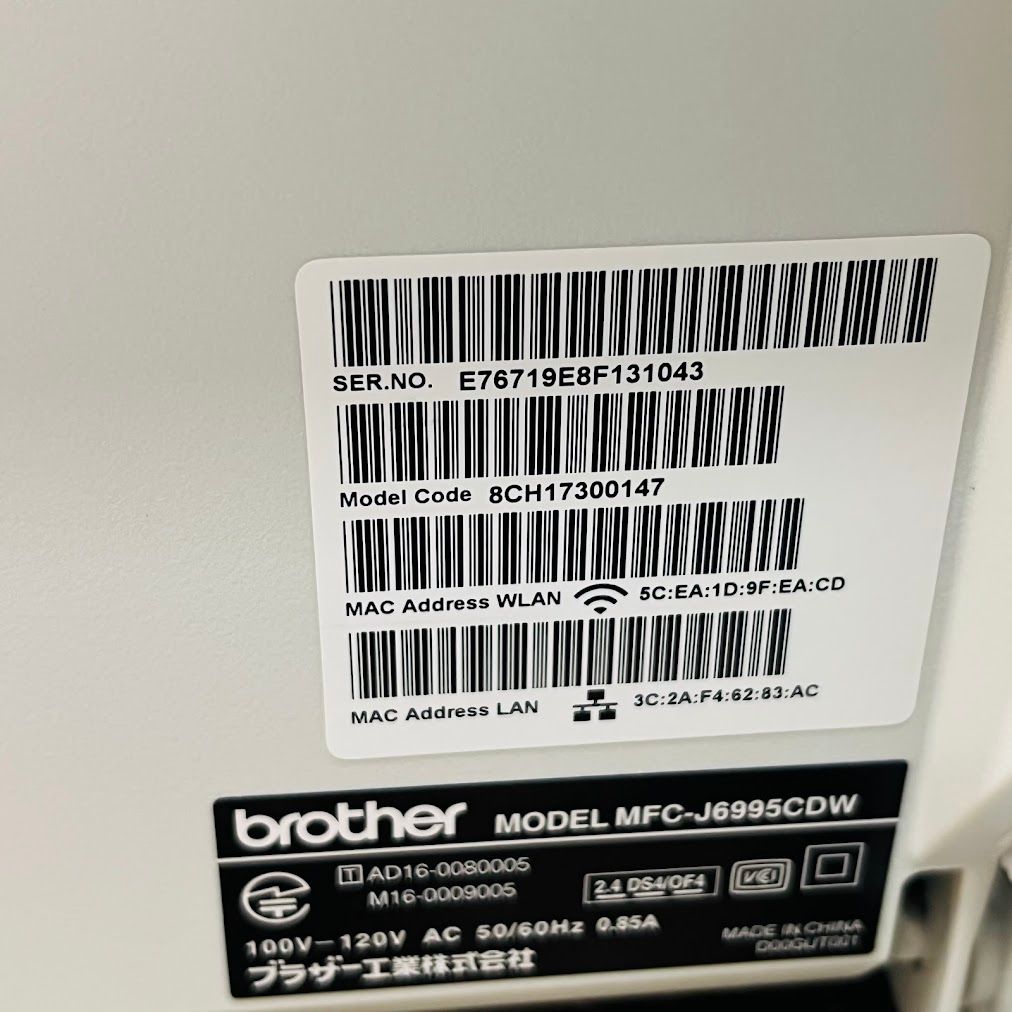 SER.NO. E76719E8F131043
Model Code 8CH17300147
MAC Address WLAN 5C:EA:1D:9F:EA:CD
MAC Address LAN 3C:2A:F4:62:83:AC
brother MODEL MFC-J6995CDW
T AD16-0080005
M16-0009005
2.4 DS4/OF4
VCCI
100V-120V AC 50/60Hz 0.85A
MADE IN CHINA
D00GUT001
ブラザー工業株式会社